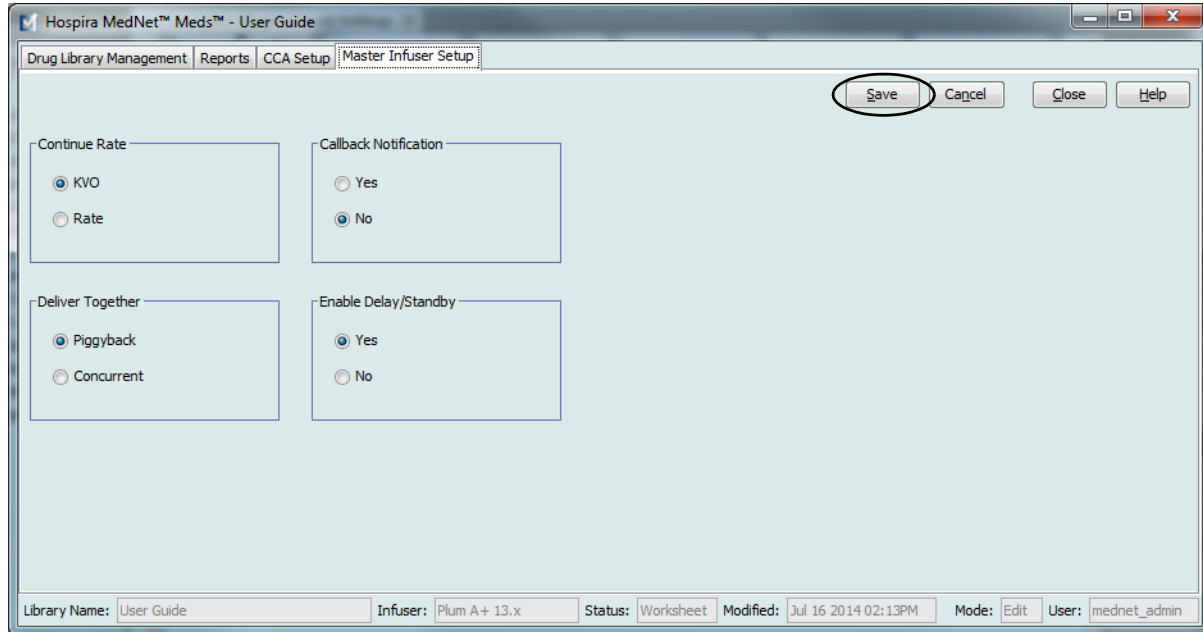 Hospira MedNet™ Meds™ - User Guide
Drug Library Management Reports CCA Setup Master Infuser Setup
Save Cancel Close Help
Continue Rate Callback Notification
KVO Yes
Rate No
Deliver Together Enable Delay/Standby
Piggyback Yes
Concurrent No
Library Name: User Guide Infuser: Plum A+ 13.x Status: Worksheet Modified: Jul 16 2014 02:13PM Mode: Edit User: mednet_admin